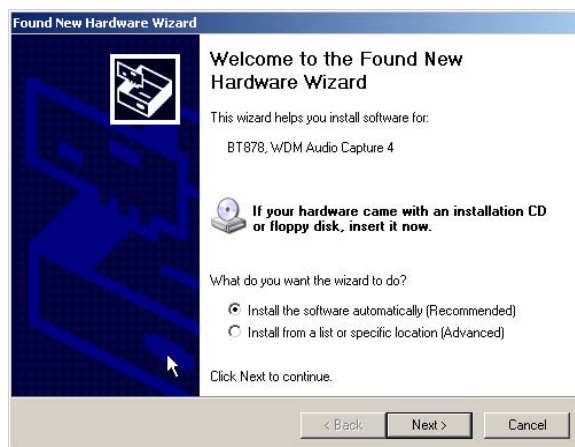 Found New Hardware Wizard
Welcome to the Found New
Hardware Wizard
This wizard helps you install software for:
BT878, WDM Audio Capture 4
If your hardware came with an installation CD
or floppy disk, insert it now.
What do you want the wizard to do?
Install the software automatically (Recommended)
Install from a list or specific location (Advanced)
Click Next to continue.
< Back
Next >
Cancel